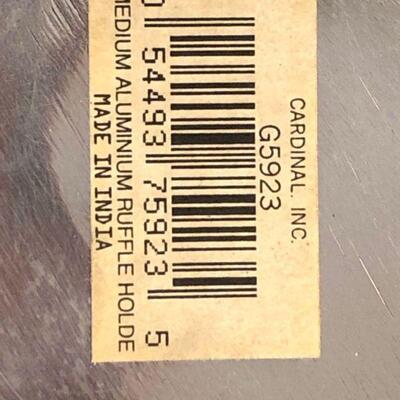 CARDINAL, INC.
G5923
0 54493 75923 5
MEDIUM ALUMINIUM RUFFLE HOLDE
MADE IN INDIA